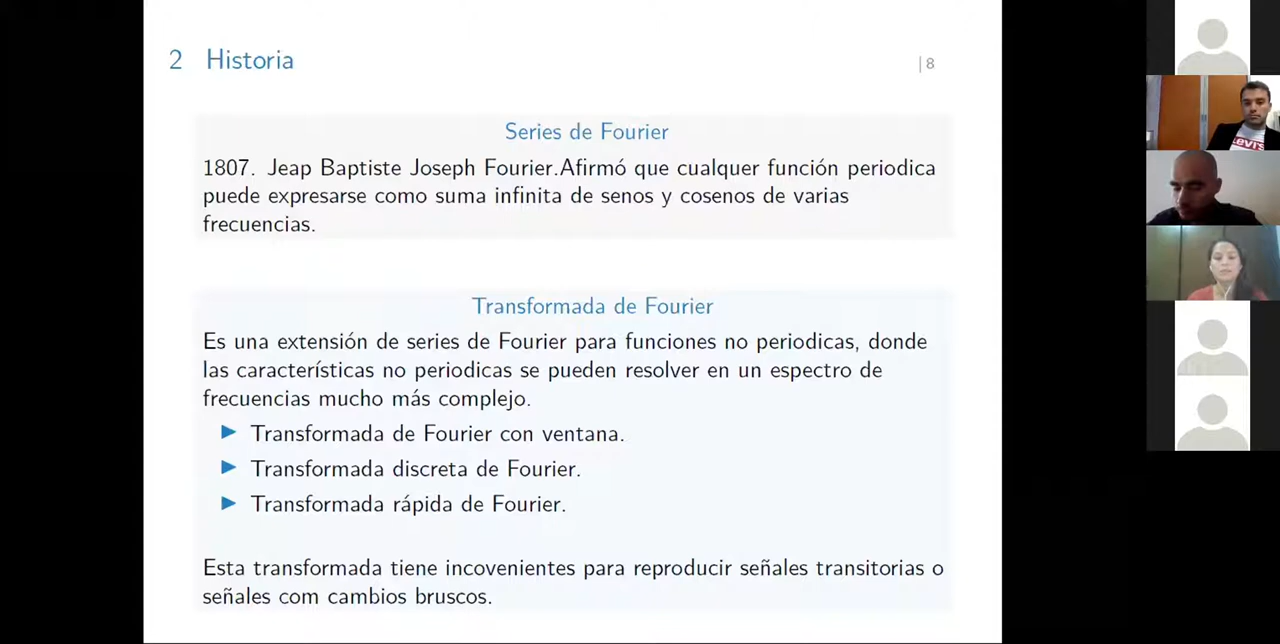 2 Historia
| 8
Series de Fourier
1807. Jeap Baptiste Joseph Fourier.Afirmó que cualquer función periodica
puede expresarse como suma infinita de senos y cosenos de varias
frecuencias.
Transformada de Fourier
Es una extensión de series de Fourier para funciones no periodicas, donde
las características no periodicas se pueden resolver en un espectro de
frecuencias mucho más complejo.
▶ Transformada de Fourier con ventana.
▶ Transformada discreta de Fourier.
▶ Transformada rápida de Fourier.
Esta transformada tiene incovenientes para reproducir señales transitorias o
señales com cambios bruscos.
Levi's